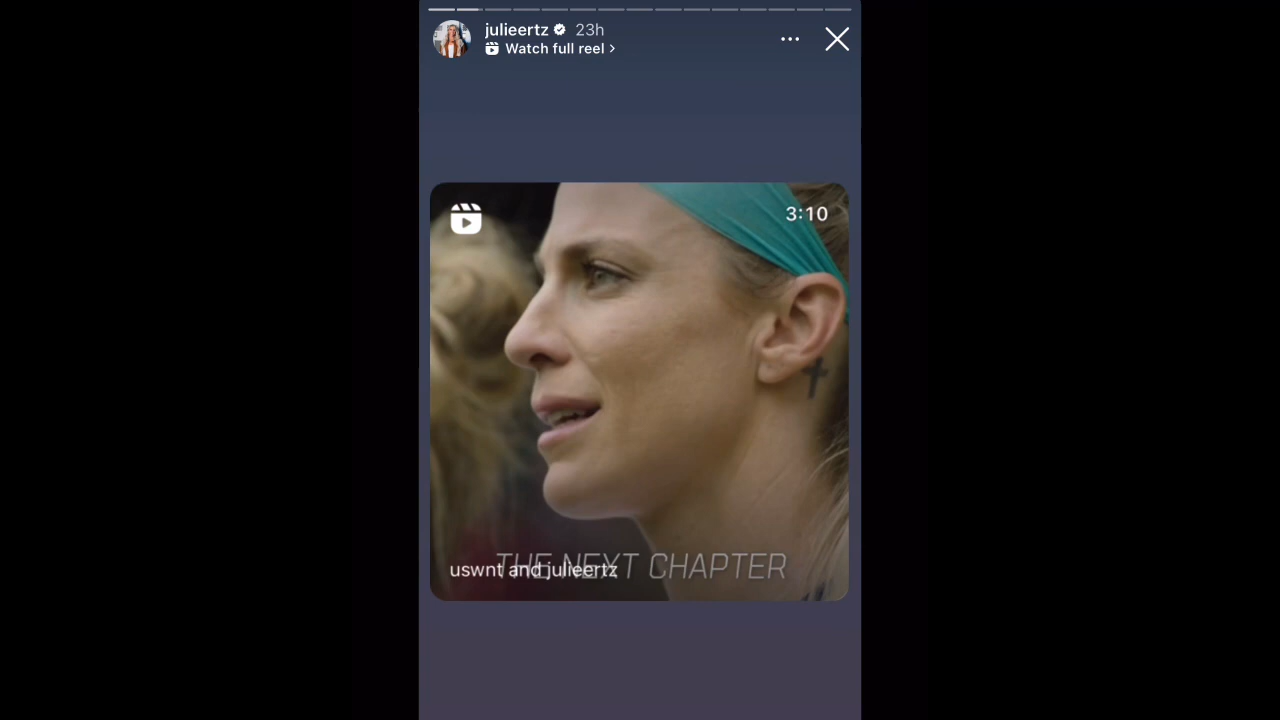 julieertz 23h
Watch full reel >
3:10
THE NEXT CHAPTER
uswnt and julieertz